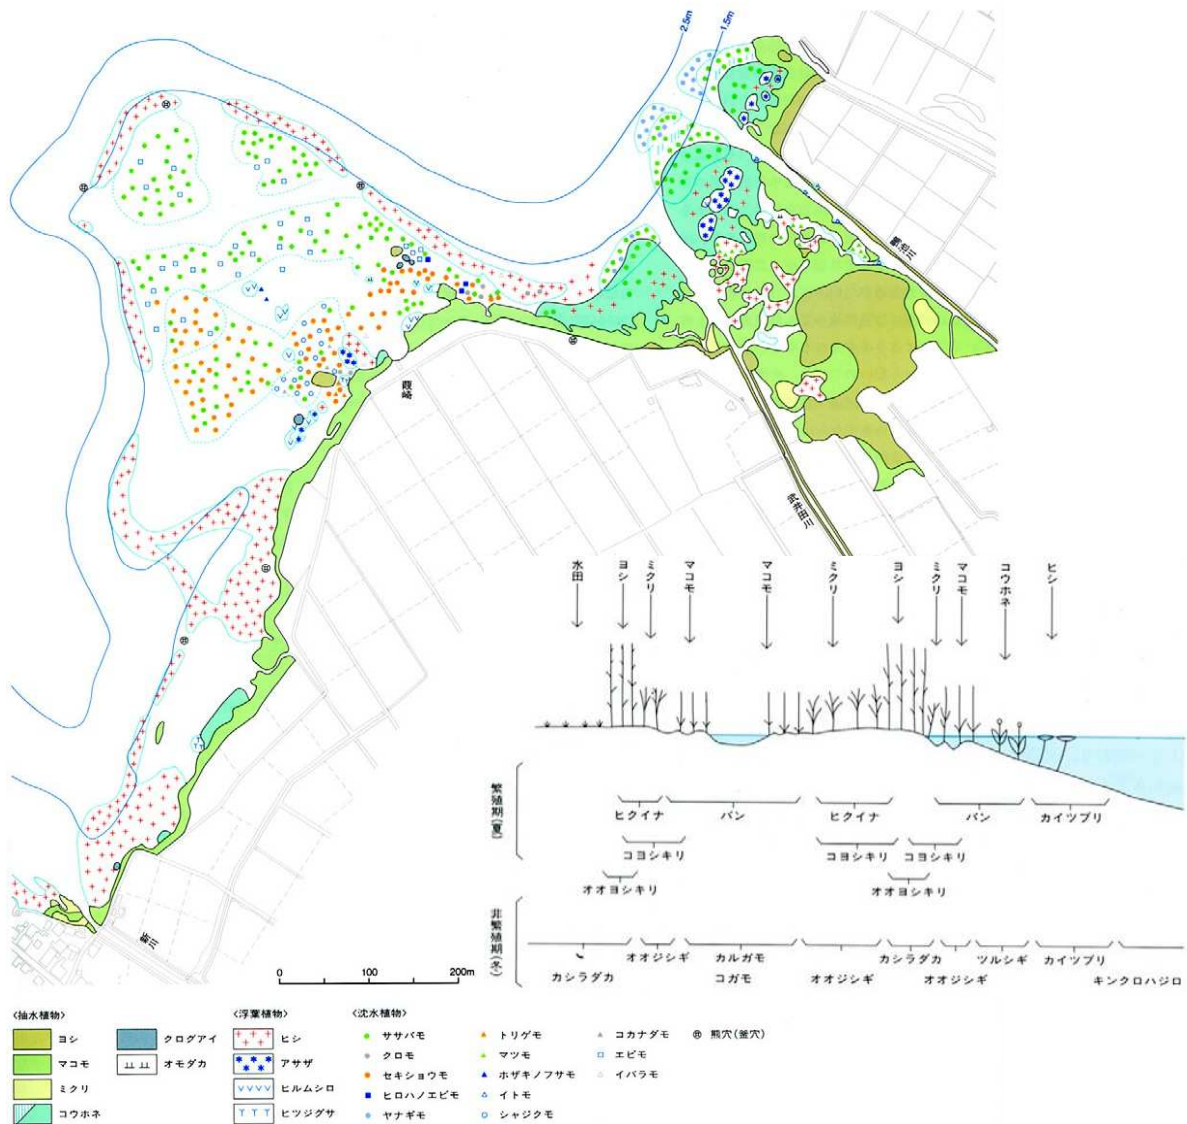 2.5m
1.5m
葭崎
武井田川
新川
0 100 200m
水田
ヨシ
ミクリ
マコモ
マコモ
ミクリ
ヨシ
ミクリ
マコモ
コウホネ
ヒシ
繁殖期(夏)
ヒクイナ バン ヒクイナ バン カイツブリ
コヨシキリ コヨシキリ コヨシキリ
オオヨシキリ オオヨシキリ
非繁殖期(冬)
カシラダカ オオジシギ カルガモ コガモ オオジシギ カシラダカ オオジシギ ツルシギ カイツブリ キンクロハジロ
〈抽水植物〉
ヨシ
マコモ
ミクリ
コウホネ
クログアイ
オモダカ
〈浮葉植物〉
ヒシ
アサザ
ヒルムシロ
ヒツジグサ
〈沈水植物〉
ササバモ
クロモ
セキショウモ
ヒロハノエビモ
ヤナギモ
トリゲモ
マツモ
ホザキノフサモ
イトモ
シャジクモ
コカナダモ
エビモ
イバラモ
熊穴(釜穴)